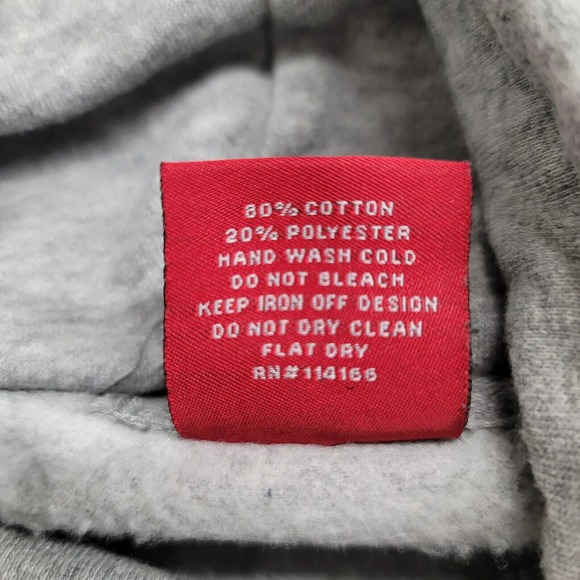 80% COTTON
20% POLYESTER
HAND WASH COLD
DO NOT BLEACH
KEEP IRON OFF DESIGN
DO NOT DRY CLEAN
FLAT DRY
RN#114166